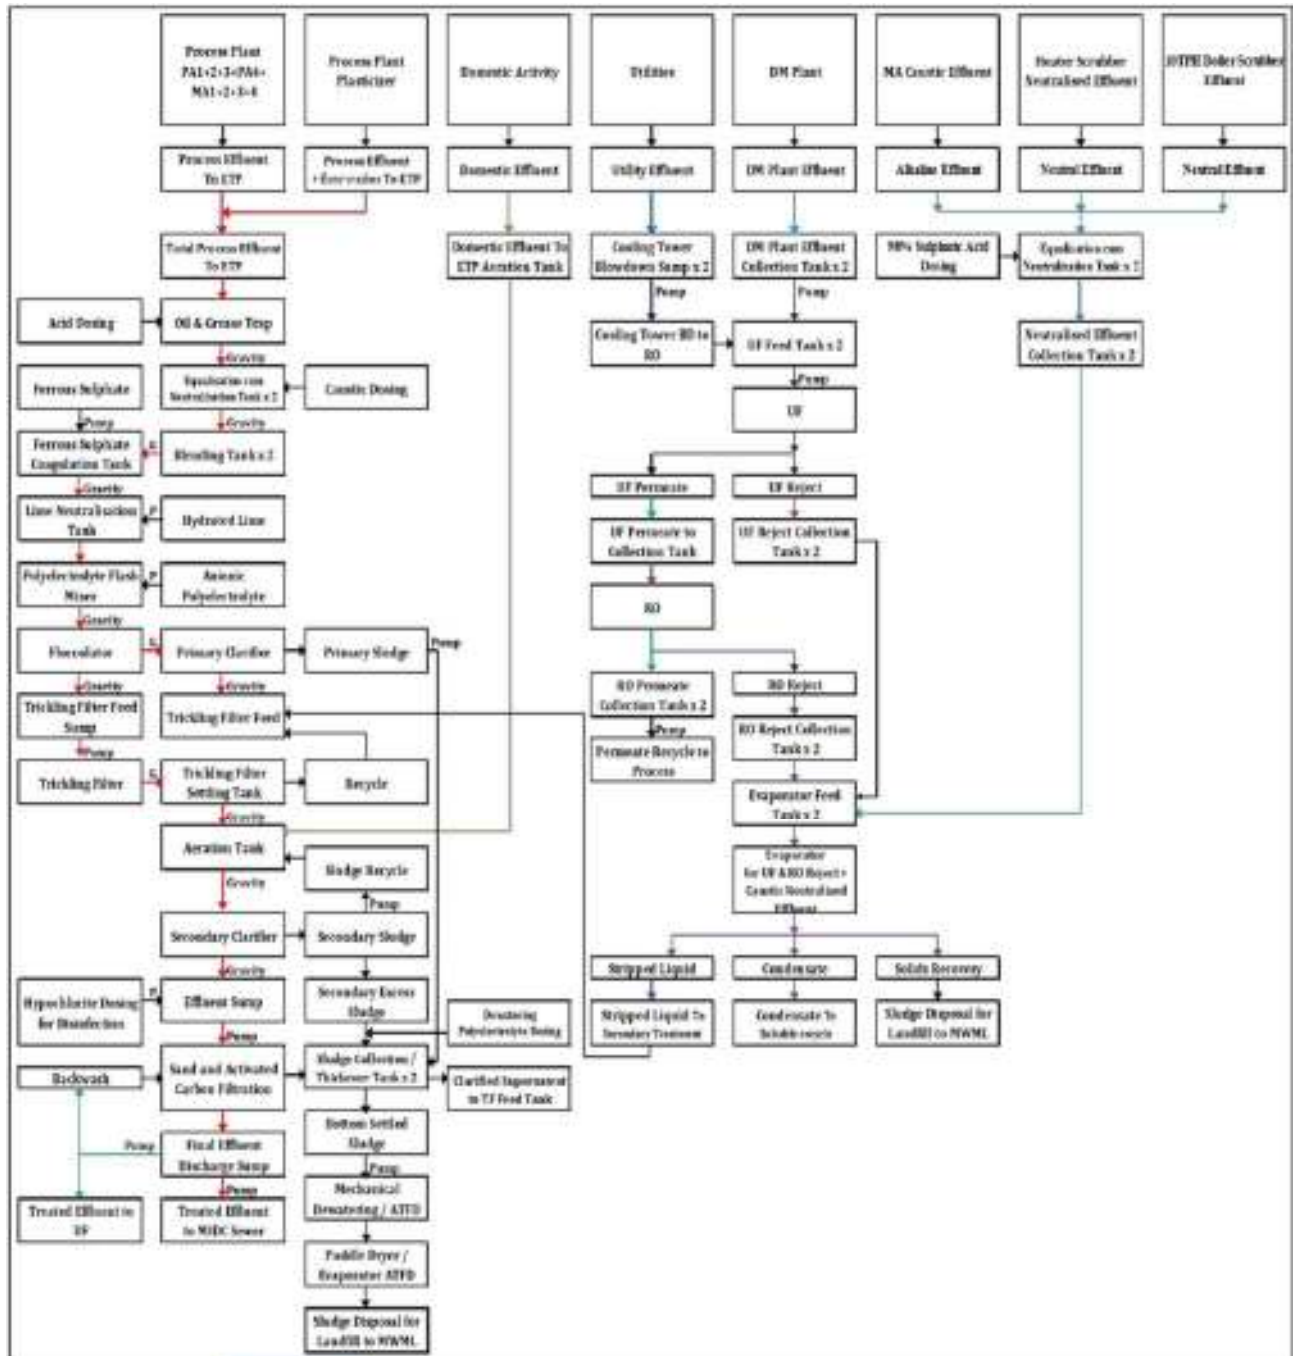 Process Plant
PA1+2+3+PA4+
MA1+2+3+4
Process Plant
Plasticizer
Domestic Activity
Utilities
DM Plant
MA Caustic Effluent
Heater Scrubber
Neutralised Effluent
Boiler Scrubber
Effluent
Process Effluent
To ETP
Process Effluent
To ETP
Domestic Effluent
Utility Effluent
DM Plant Effluent
Alkaline Effluent
Neutral Effluent
Neutral Effluent
Total Process Effluent
To ETP
Domestic Effluent To
ETP Aeration Tank
Cooling Tower
Blowdown Sump x 2
DM Plant Effluent
Collection Tank x 2
98% Sulphuric Acid
Dosing
Equalisation cum
Neutralisation Tank x 2
Pump
Pump
Acid Dosing
Oil & Grease Trap
Cooling Tower BD to
RO
UF Feed Tank x 2
Neutralised Effluent
Collection Tank x 2
Gravity
Pump
Ferrous Sulphate
Equalisation cum
Neutralisation Tank x 2
Caustic Dosing
UF
Pump
Gravity
Ferrous Sulphate
Coagulation Tank
G
Blending Tank x 2
Gravity
UF Permeate
UF Reject
Lime Neutralisation
Tank
P
Hydrated Lime
UF Permeate to
Collection Tank
UF Reject Collection
Tank x 2
Polyelectrolyte Flash
Mixer
P
Anionic
Polyelectrolyte
RO
Gravity
Flocculator
G
Primary Clarifier
Primary Sludge
Pump
Gravity
Gravity
RO Permeate
Collection Tank x 2
RO Reject
Trickling Filter Feed
Sump
Trickling Filter Feed
RO Reject Collection
Tank x 2
Pump
Pump
Permeate Recycle to
Process
Trickling Filter
G
Trickling Filter
Settling Tank
Recycle
Evaporator Feed
Tank x 2
Gravity
Aeration Tank
Sludge Recycle
Evaporator
for UF & RO Reject +
Caustic Neutralised
Effluent
Gravity
Pump
Secondary Clarifier
Secondary Sludge
Gravity
Stripped Liquid
Condensate
Solids Recovery
Hypochlorite Dosing
for Disinfection
P
Effluent Sump
Secondary Excess
Sludge
Dewatering
Polyelectrolyte Dosing
Stripped Liquid To
Secondary Treatment
Condensate To
Sludge Disposal for
Landfill to MWML
Pump
Backwash
Sand and Activated
Carbon Filtration
Sludge Collection /
Thickener Tank x 2
Clarified Supernatant
to TF Feed Tank
Bottom Settled
Sludge
Pump
Final Effluent
Discharge Sump
Pump
Pump
Treated Effluent to
UF
Treated Effluent
to MIDC Sewer
Mechanical
Dewatering / ATFD
Paddle Dryer /
Evaporator ATFD
Sludge Disposal for
Landfill to MWML